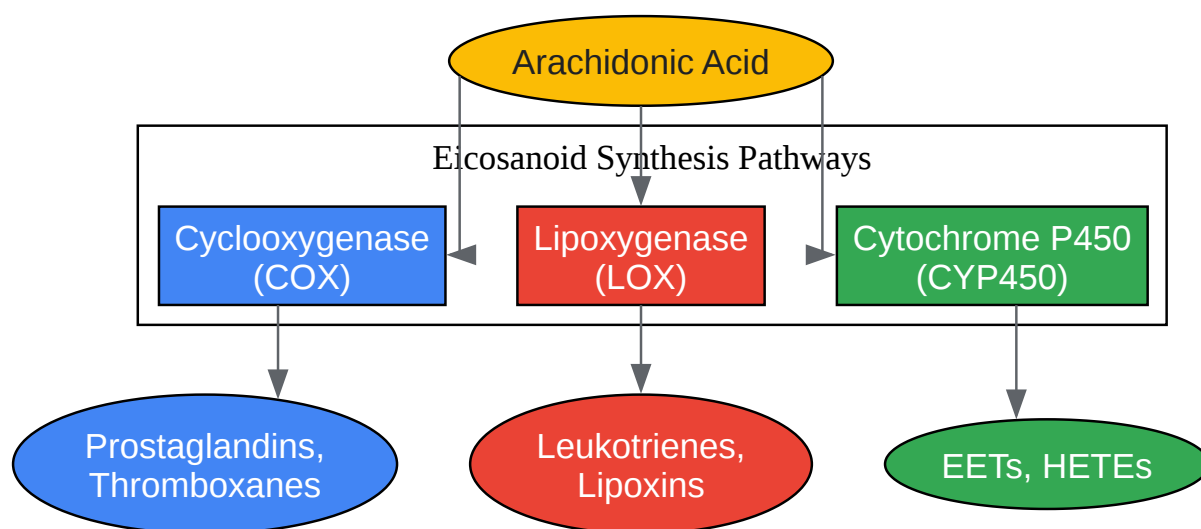 Arachidonic Acid
Eicosanoid Synthesis Pathways
Cyclooxygenase
(COX)
Lipoxygenase
(LOX)
Cytochrome P450
(CYP450)
Prostaglandins,
Thromboxanes
Leukotrienes,
Lipoxins
EETs, HETEs